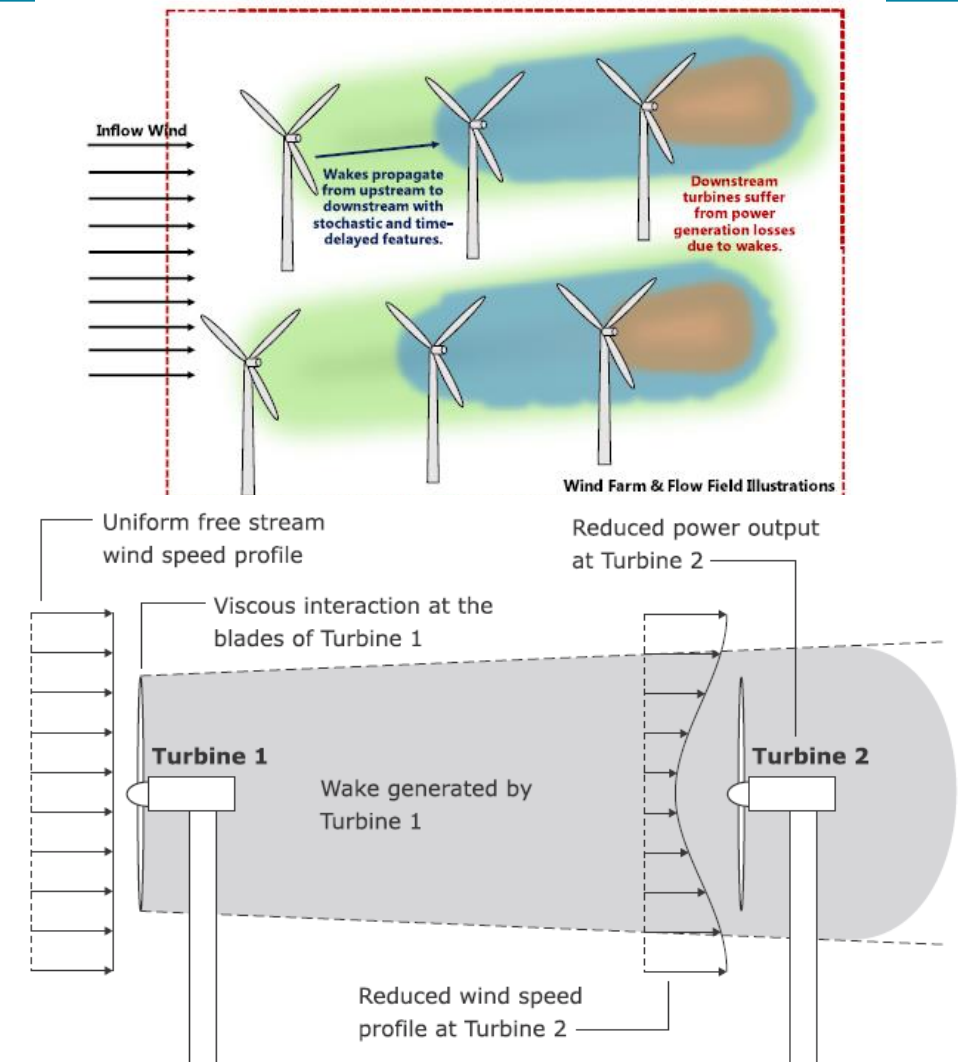 Inflow Wind
Wakes propagate
from upstream to
downstream with
stochastic and time-
delayed features.
Downstream
turbines suffer
from power
generation losses
due to wakes.
Wind Farm & Flow Field Illustrations
Uniform free stream
wind speed profile
Reduced power output
at Turbine 2
Viscous interaction at the
blades of Turbine 1
Turbine 1
Turbine 2
Wake generated by
Turbine 1
Reduced wind speed
profile at Turbine 2